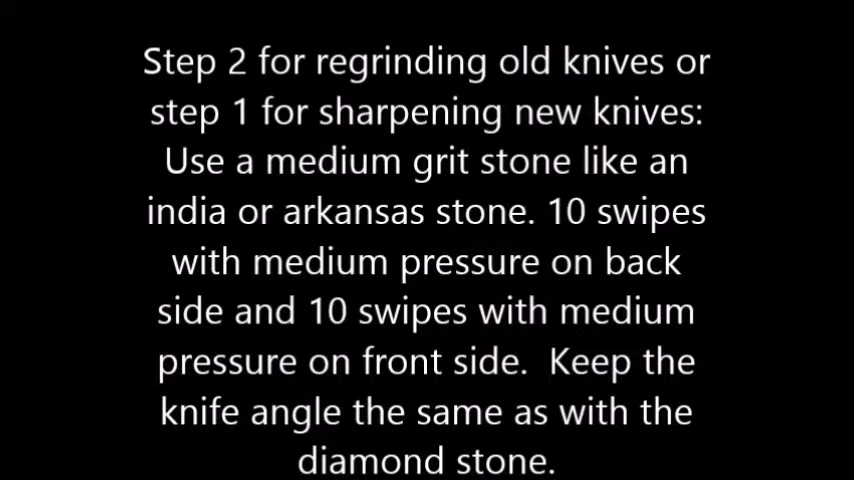 Step 2 for regrinding old knives or
step 1 for sharpening new knives:
Use a medium grit stone like an
india or arkansas stone. 10 swipes
with medium pressure on back
side and 10 swipes with medium
pressure on front side.  Keep the
knife angle the same as with the
diamond stone.